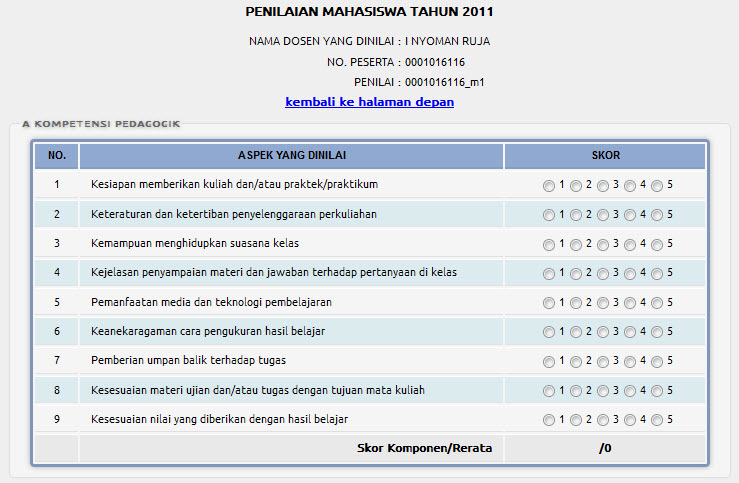 PENILAIAN MAHASISWA TAHUN 2011
NAMA DOSEN YANG DINILAI : I NYOMAN RUJA
NO. PESERTA : 0001016116
PENILAI : 0001016116_m1
kembali ke halaman depan
A KOMPETENSI PEDAGOGIK
NO. ASPEK YANG DINILAI SKOR
1 Kesiapan memberikan kuliah dan/atau praktek/praktikum 1 2 3 4 5
2 Keteraturan dan ketertiban penyelenggaraan perkuliahan 1 2 3 4 5
3 Kemampuan menghidupkan suasana kelas 1 2 3 4 5
4 Kejelasan penyampaian materi dan jawaban terhadap pertanyaan di kelas 1 2 3 4 5
5 Pemanfaatan media dan teknologi pembelajaran 1 2 3 4 5
6 Keanekaragaman cara pengukuran hasil belajar 1 2 3 4 5
7 Pemberian umpan balik terhadap tugas 1 2 3 4 5
8 Kesesuaian materi ujian dan/atau tugas dengan tujuan mata kuliah 1 2 3 4 5
9 Kesesuaian nilai yang diberikan dengan hasil belajar 1 2 3 4 5
Skor Komponen/Rerata /0